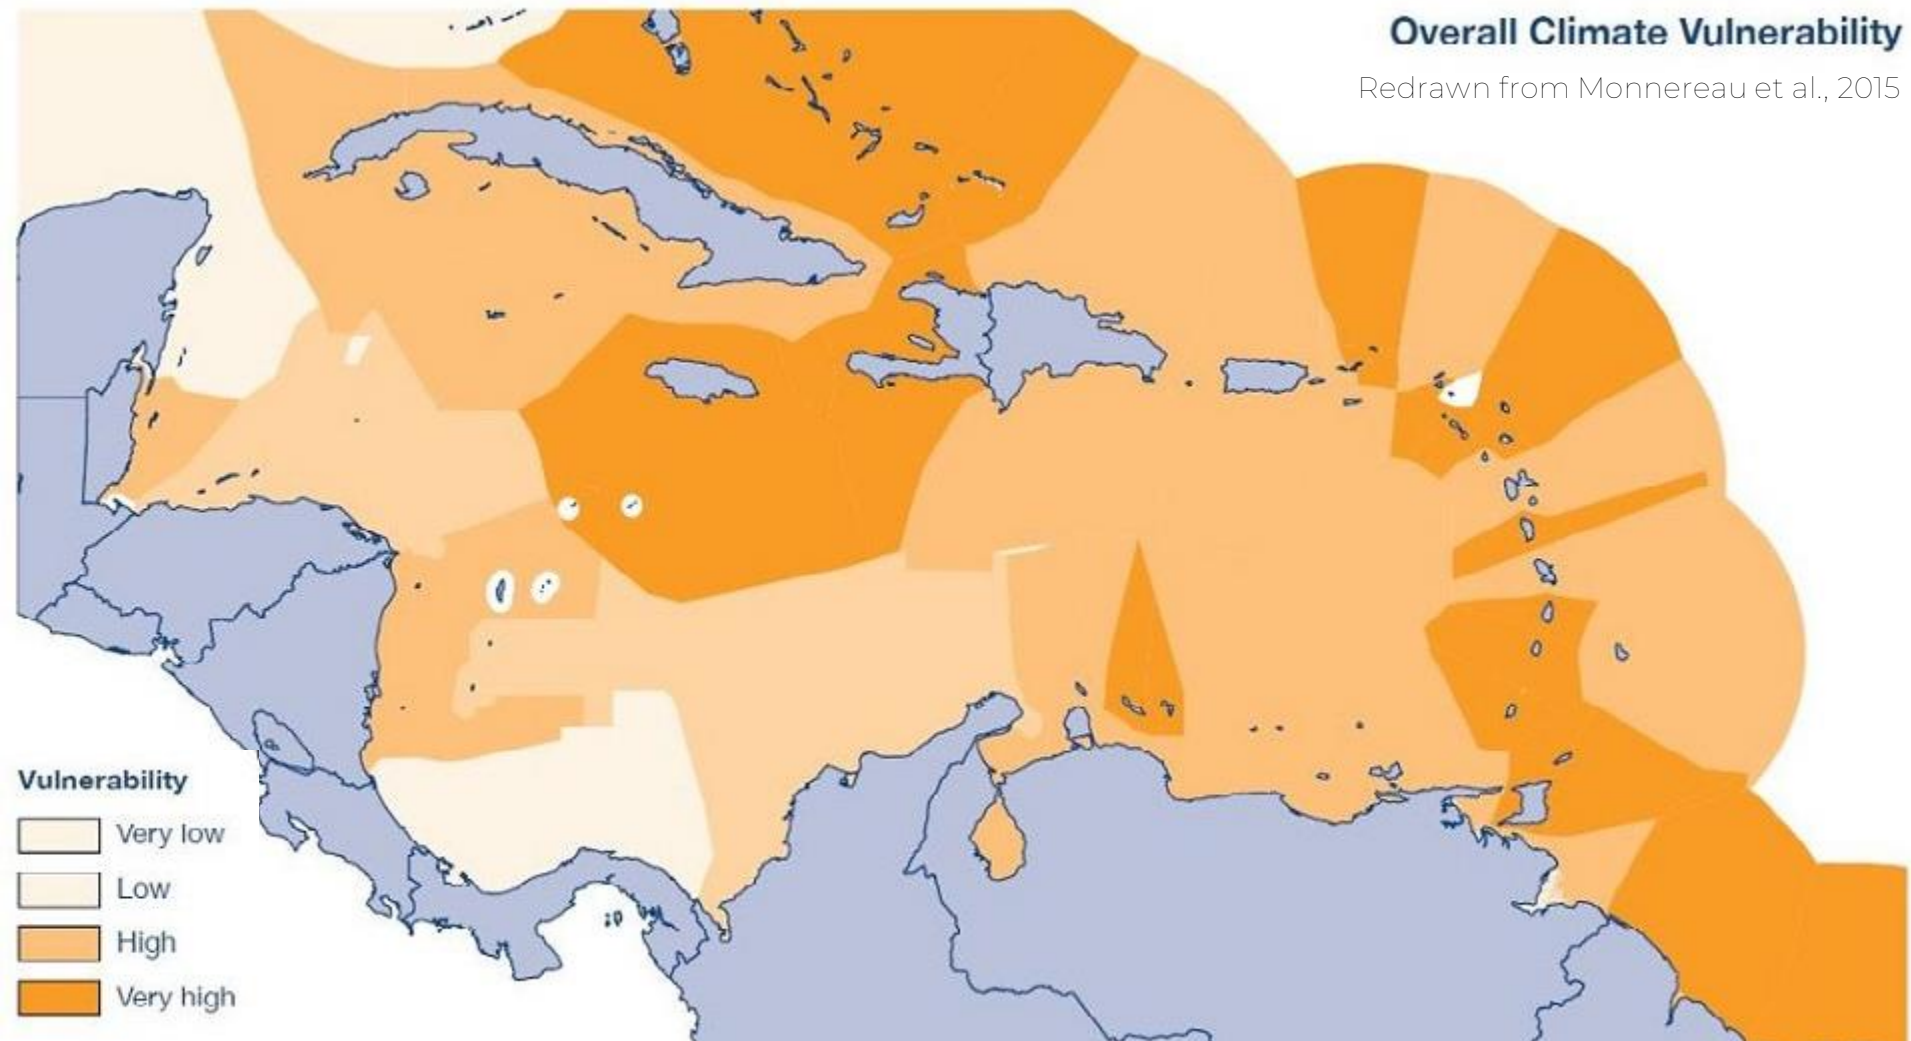 Overall Climate Vulnerability
Redrawn from Monnereau et al., 2015
Vulnerability
Very low
Low
High
Very high